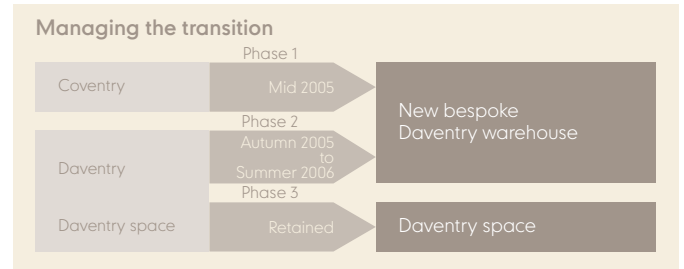 Managing the transition
Phase 1
Coventry
Mid 2005
New bespoke
Daventry warehouse
Phase 2
Daventry
Autumn 2005
to
Summer 2006
Phase 3
Daventry space
Retained
Daventry space